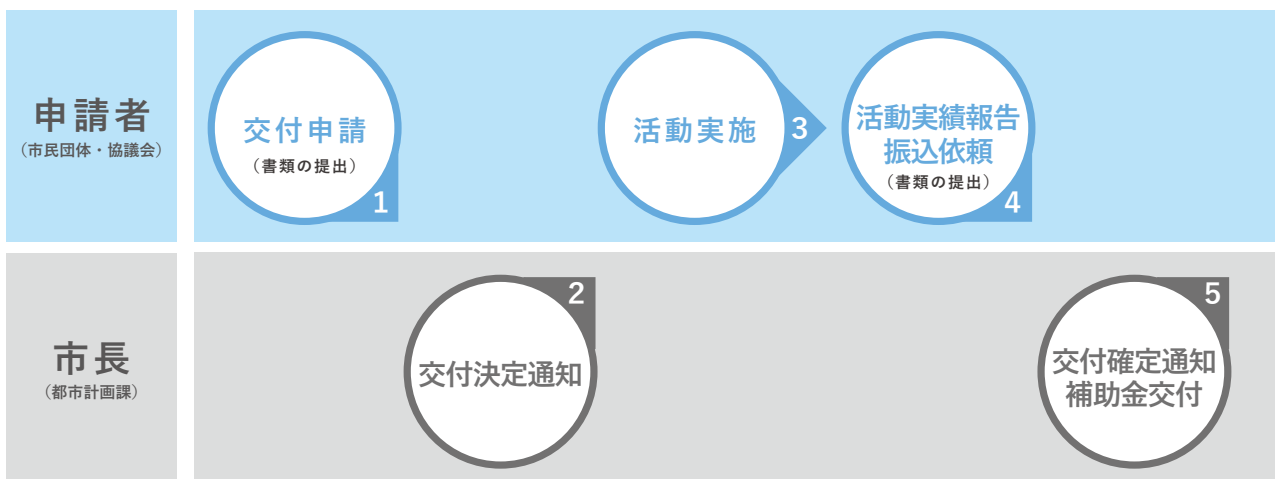 申請者
（市民団体・協議会）
交付申請
（書類の提出）
1
活動実施
3
活動実績報告
振込依頼
（書類の提出）
4
市長
（都市計画課）
2
交付決定通知
5
交付確定通知
補助金交付